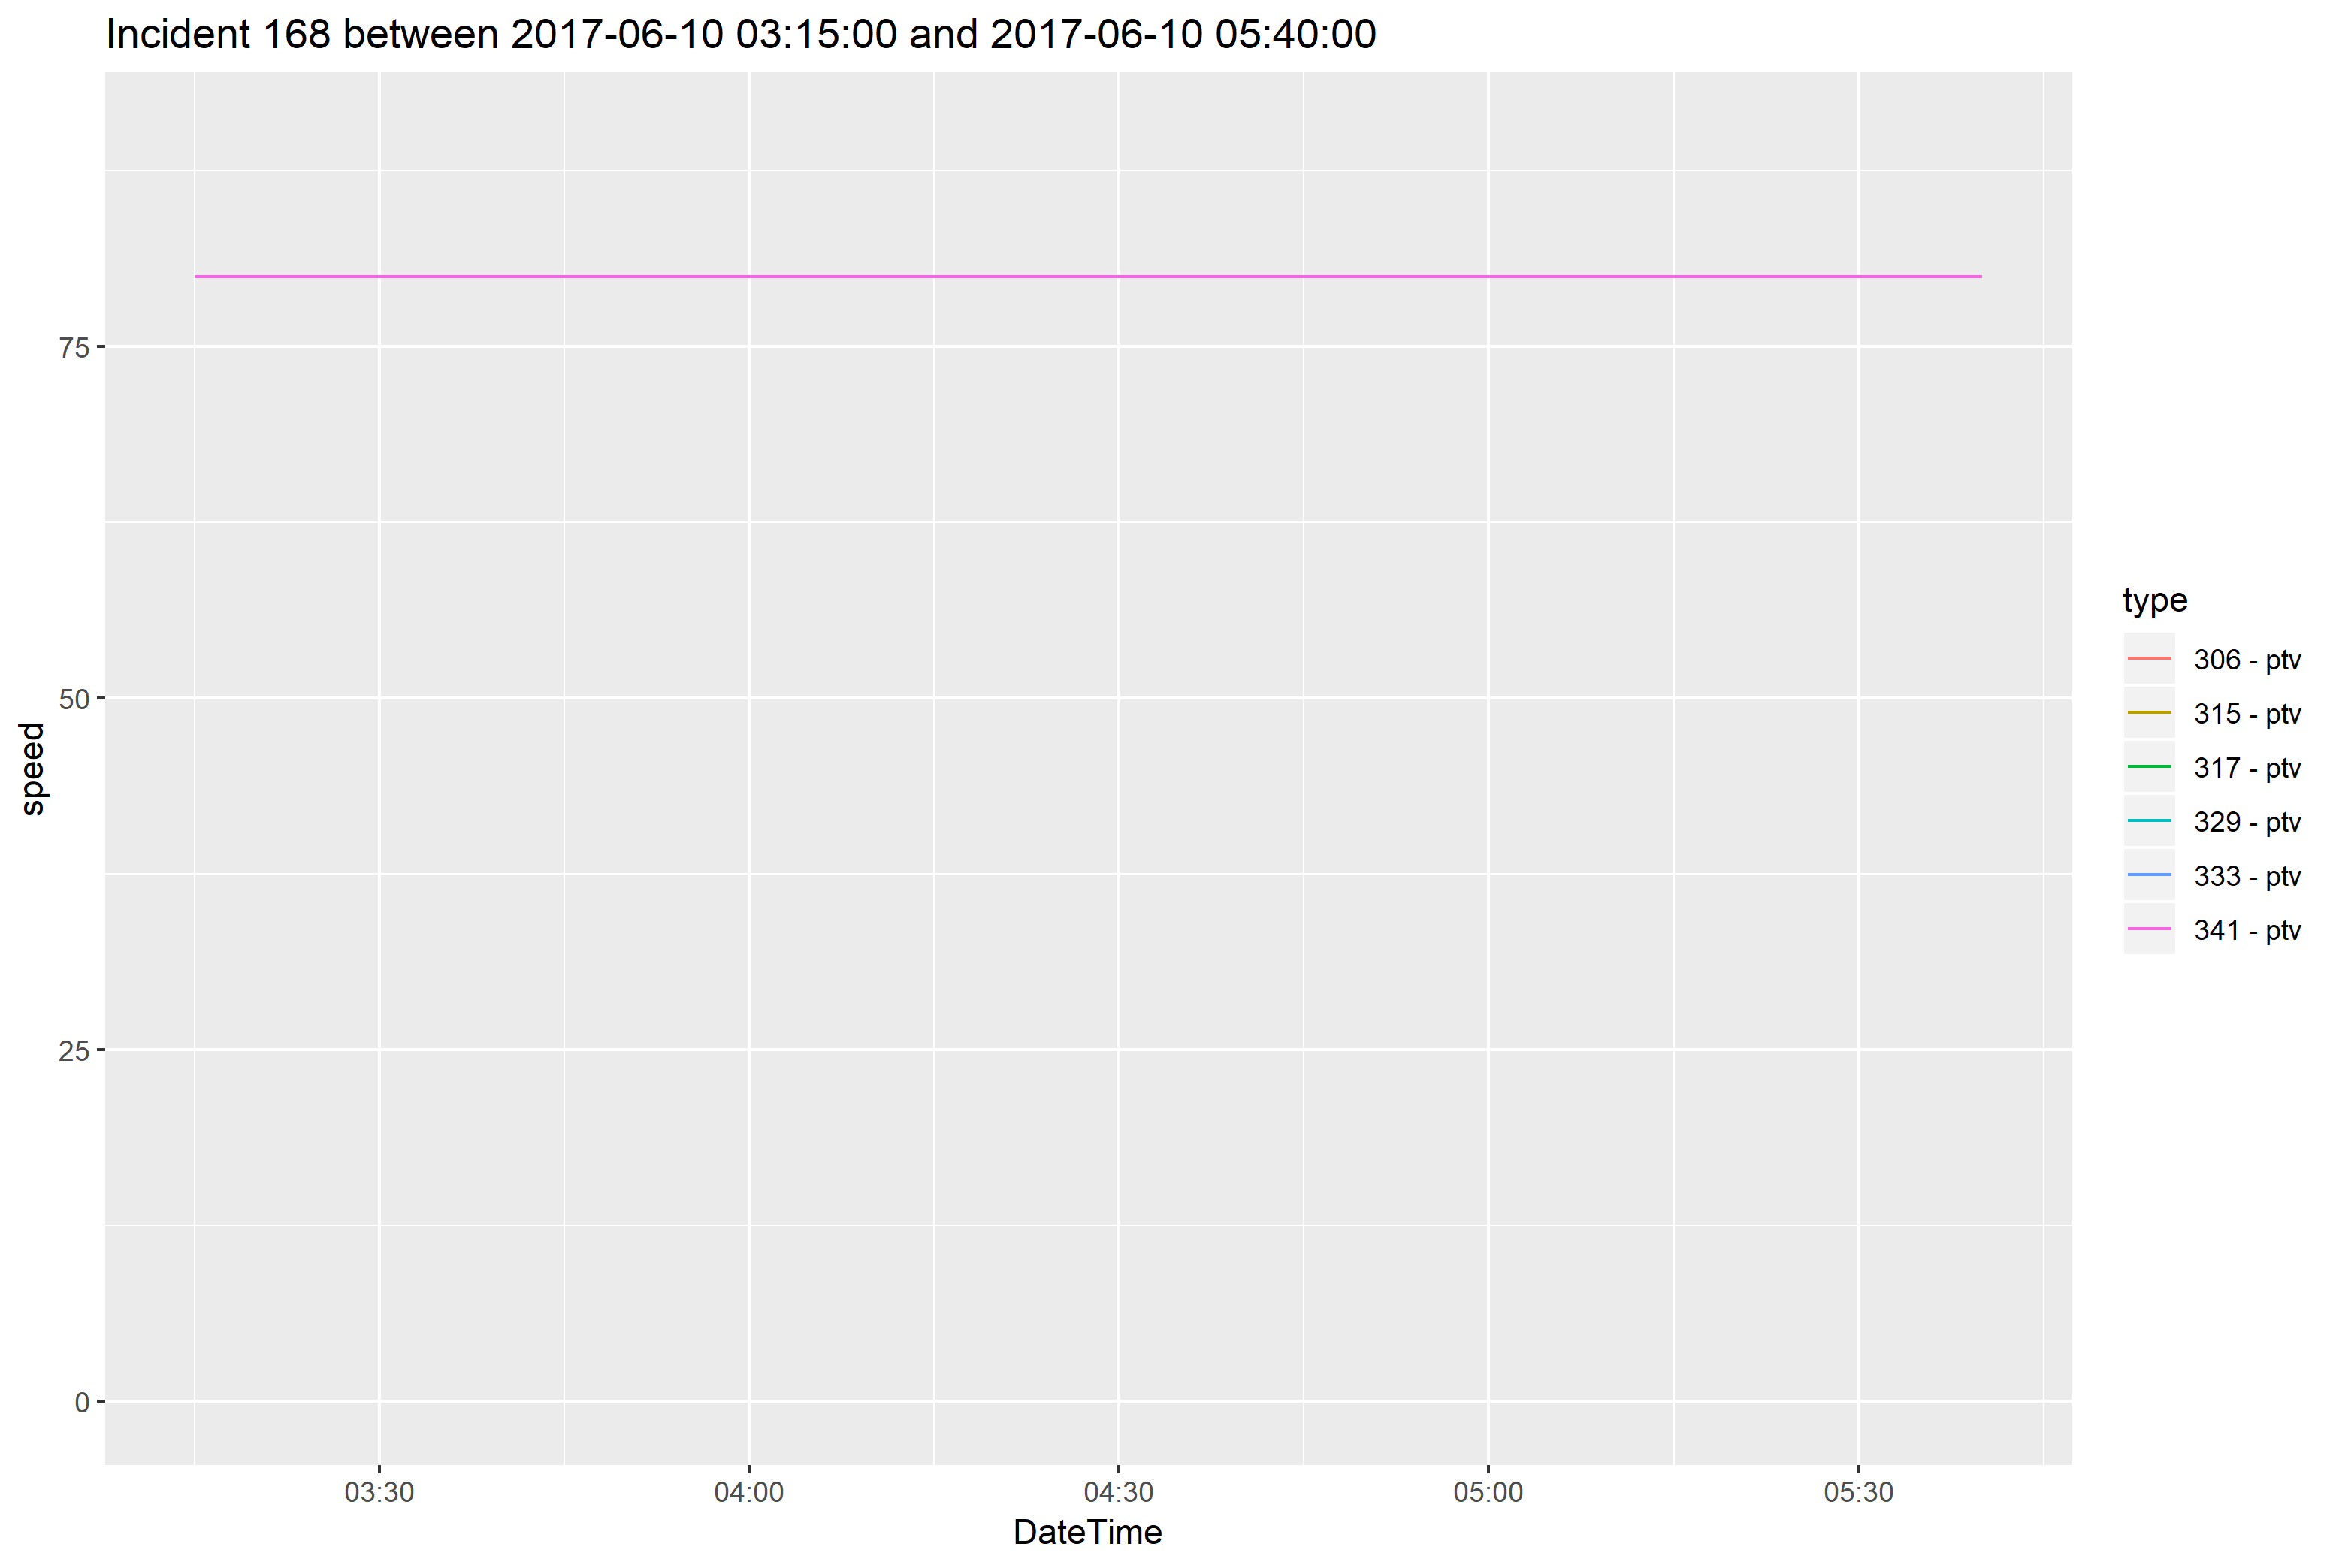 Incident 168 between 2017-06-10 03:15:00 and 2017-06-10 05:40:00
speed
75
50
25
0
03:30 04:00 04:30 05:00 05:30
DateTime
type
306 - ptv
315 - ptv
317 - ptv
329 - ptv
333 - ptv
341 - ptv